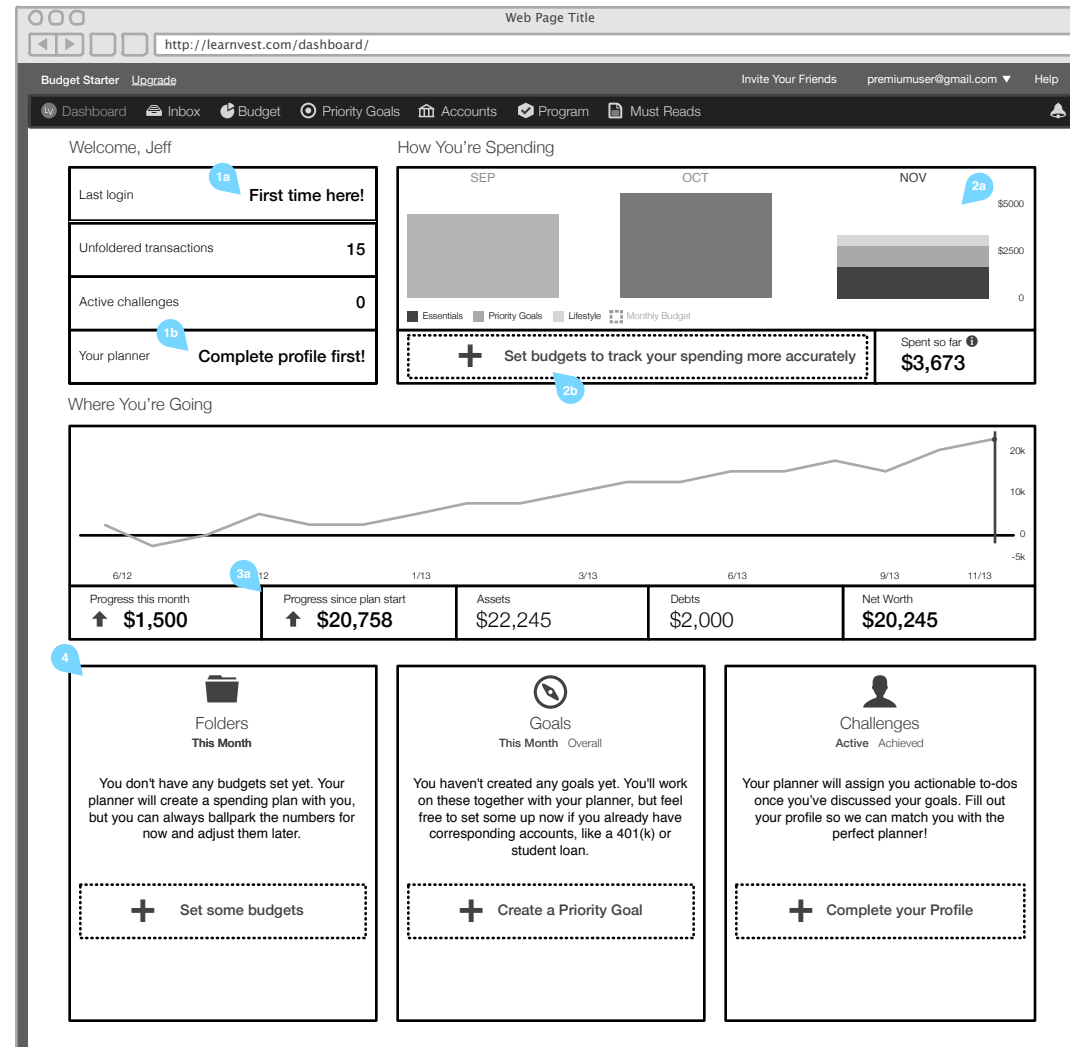 Web Page Title
http://learnvest.com/dashboard/
Budget Starter Upgrade Invite Your Friends premiumuser@gmail.com ▼ Help
Lv Dashboard Inbox Budget Priority Goals Accounts Program Must Reads
Welcome, Jeff
1a
Last login First time here!
Unfoldered transactions 15
Active challenges 0
1b
Your planner Complete profile first!
How You're Spending
SEP OCT NOV
2a
$5000
$2500
0
Essentials Priority Goals Lifestyle Monthly Budget
Set budgets to track your spending more accurately
2b
Spent so far i
$3,673
Where You're Going
20k
10k
0
-5k
6/12 12 1/13 3/13 6/13 9/13 11/13
3a
Progress this month
$1,500
Progress since plan start
$20,758
Assets
$22,245
Debts
$2,000
Net Worth
$20,245
4
Folders
This Month
You don't have any budgets set yet. Your
planner will create a spending plan with you,
but you can always ballpark the numbers for
now and adjust them later.
Set some budgets
Goals
This Month Overall
You haven't created any goals yet. You'll work
on these together with your planner, but feel
free to set some up now if you already have
corresponding accounts, like a 401(k) or
student loan.
Create a Priority Goal
Challenges
Active Achieved
Your planner will assign you actionable to-dos
once you've discussed your goals. Fill out
your profile so we can match you with the
perfect planner!
Complete your Profile